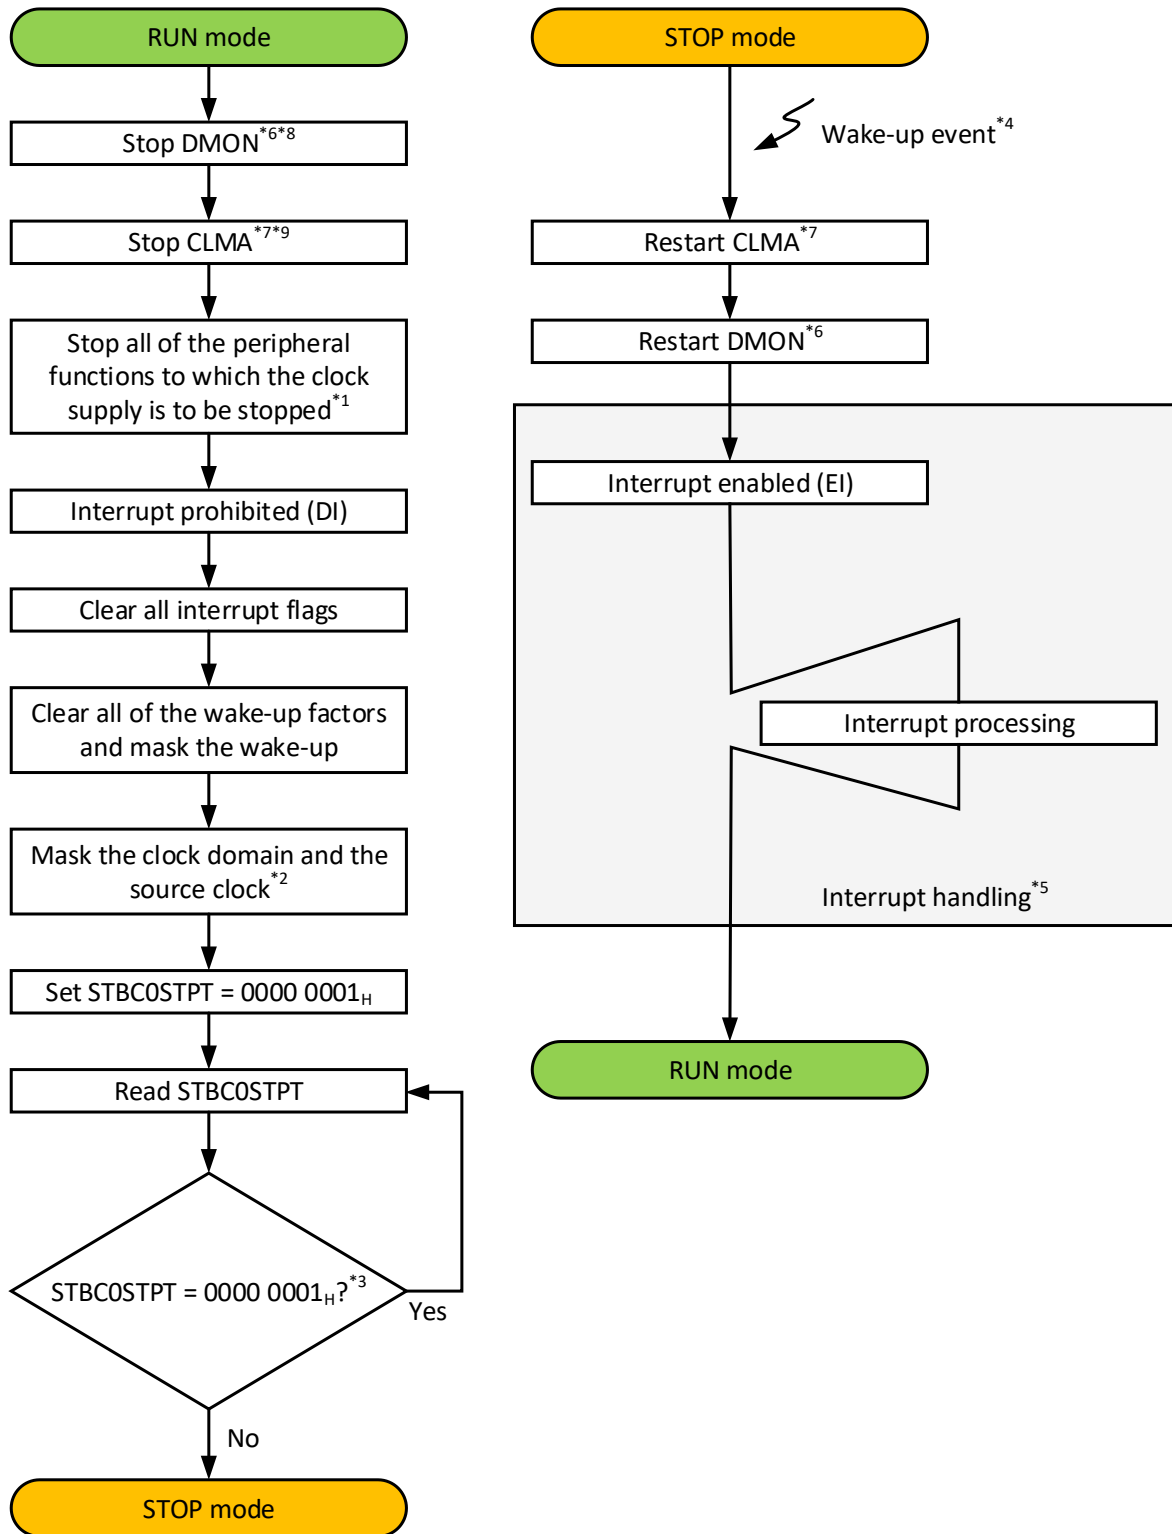 RUN mode
Stop DMON*6*8
Stop CLMA*7*9
Stop all of the peripheral
functions to which the clock
supply is to be stopped*1
Interrupt prohibited (DI)
Clear all interrupt flags
Clear all of the wake-up factors
and mask the wake-up
Mask the clock domain and the
source clock*2
Set STBC0STPT = 0000 0001H
Read STBC0STPT
STBC0STPT = 0000 0001H?*3
Yes
No
STOP mode
STOP mode
Wake-up event*4
Restart CLMA*7
Restart DMON*6
Interrupt enabled (EI)
Interrupt processing
Interrupt handling*5
RUN mode